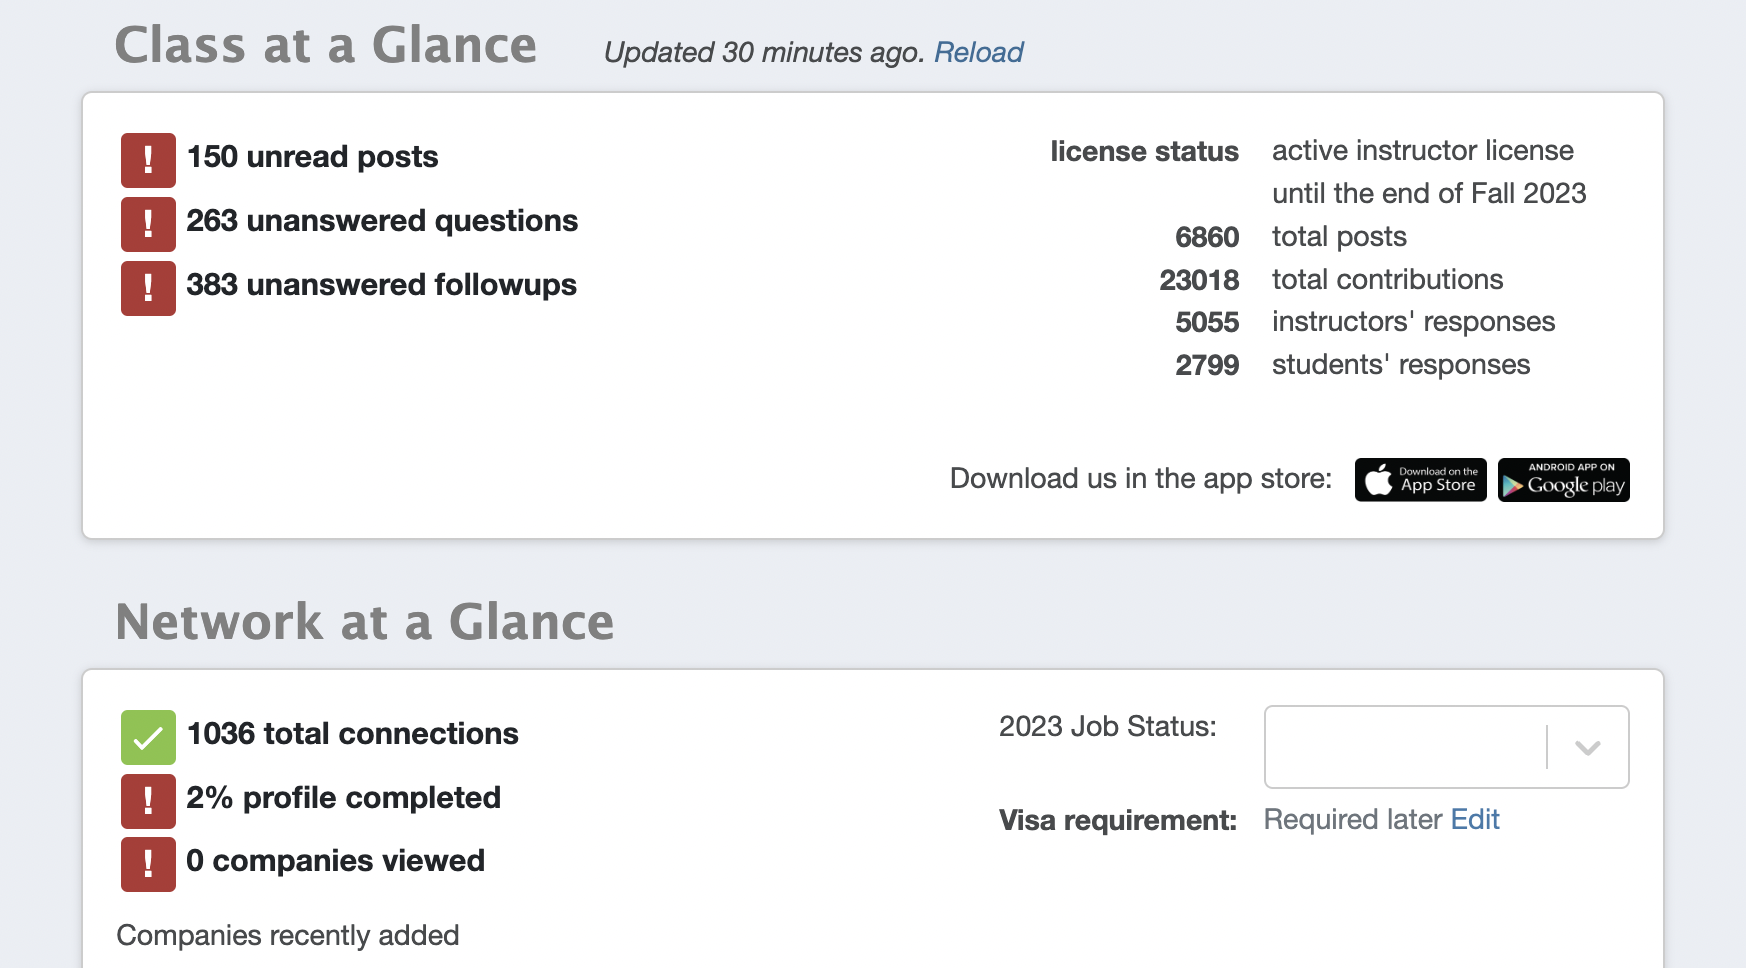 Class at a Glance Updated 30 minutes ago. Reload
! 150 unread posts
! 263 unanswered questions
! 383 unanswered followups
license status active instructor license
until the end of Fall 2023
6860 total posts
23018 total contributions
5055 instructors' responses
2799 students' responses
Download us in the app store:
Download on the
App Store
ANDROID APP ON
Google play
Network at a Glance
1036 total connections
! 2% profile completed
! 0 companies viewed
2023 Job Status:
Visa requirement: Required later Edit
Companies recently added